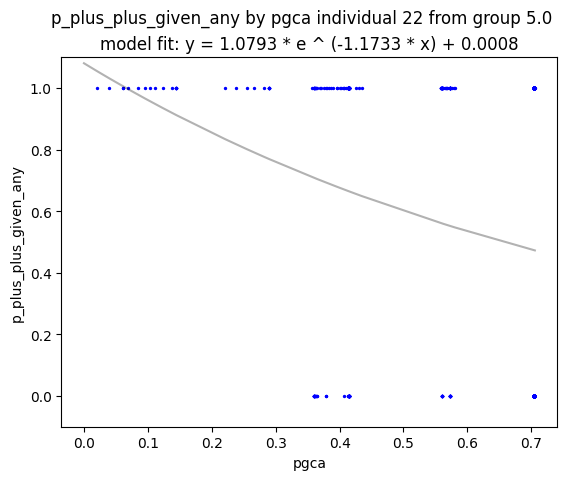 p_plus_plus_given_any by pgca individual 22 from group 5.0
model fit: y = 1.0793 * e ^ (-1.1733 * x) + 0.0008
1.0
0.8
0.6
0.4
0.2
0.0
p_plus_plus_given_any
0.0 0.1 0.2 0.3 0.4 0.5 0.6 0.7
pgca